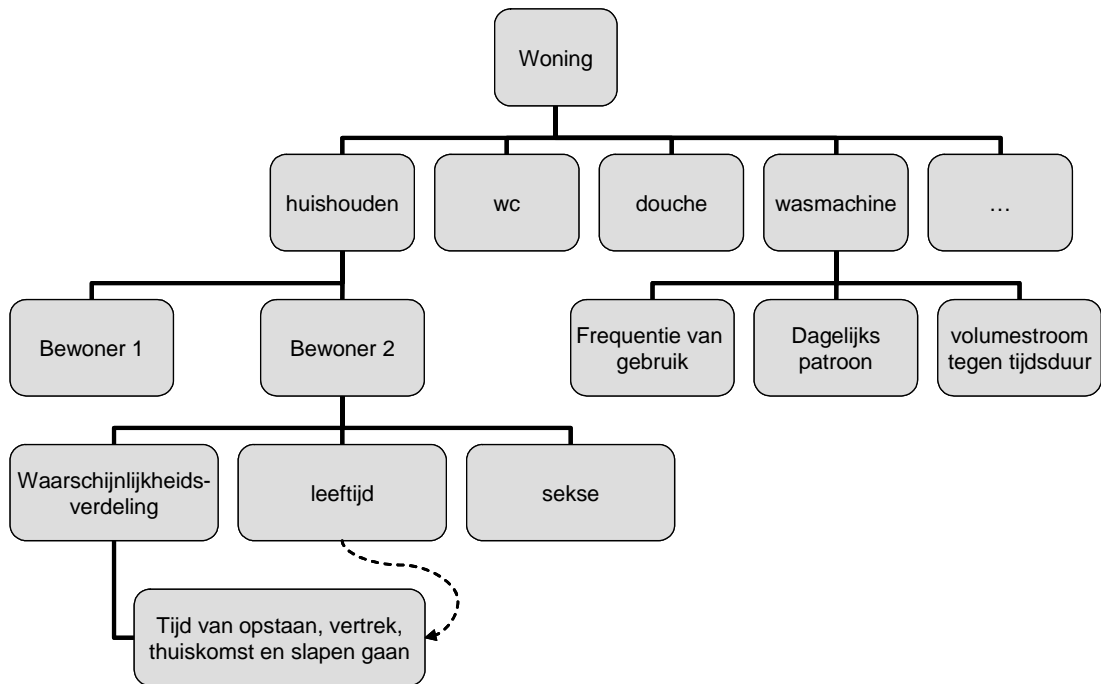 Woning
huishouden
wc
douche
wasmachine
…
Bewoner 1
Bewoner 2
Frequentie van
gebruik
Dagelijks
patroon
volumestroom
tegen tijdsduur
Waarschijnlijkheids-
verdeling
leeftijd
sekse
Tijd van opstaan, vertrek,
thuiskomst en slapen gaan